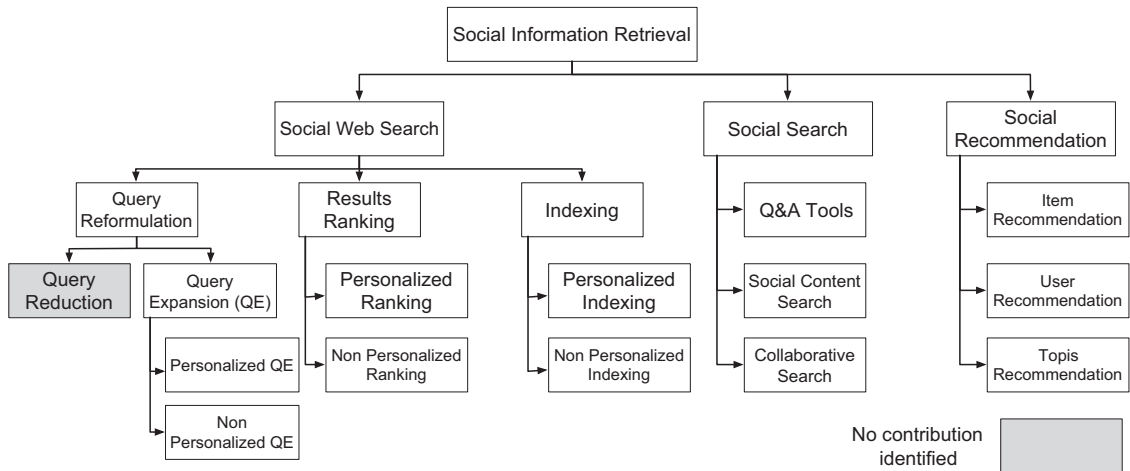 Social Information Retrieval
Social Web Search
Social Search
Social
Recommendation
Query
Reformulation
Results
Ranking
Indexing
Q&A Tools
Item
Recommendation
Query
Reduction
Query
Expansion (QE)
Personalized
Ranking
Personalized
Indexing
Social Content
Search
User
Recommendation
Personalized QE
Non Personalized
Ranking
Non Personalized
Indexing
Collaborative
Search
Topis
Recommendation
Non
Personalized QE
No contribution
identified